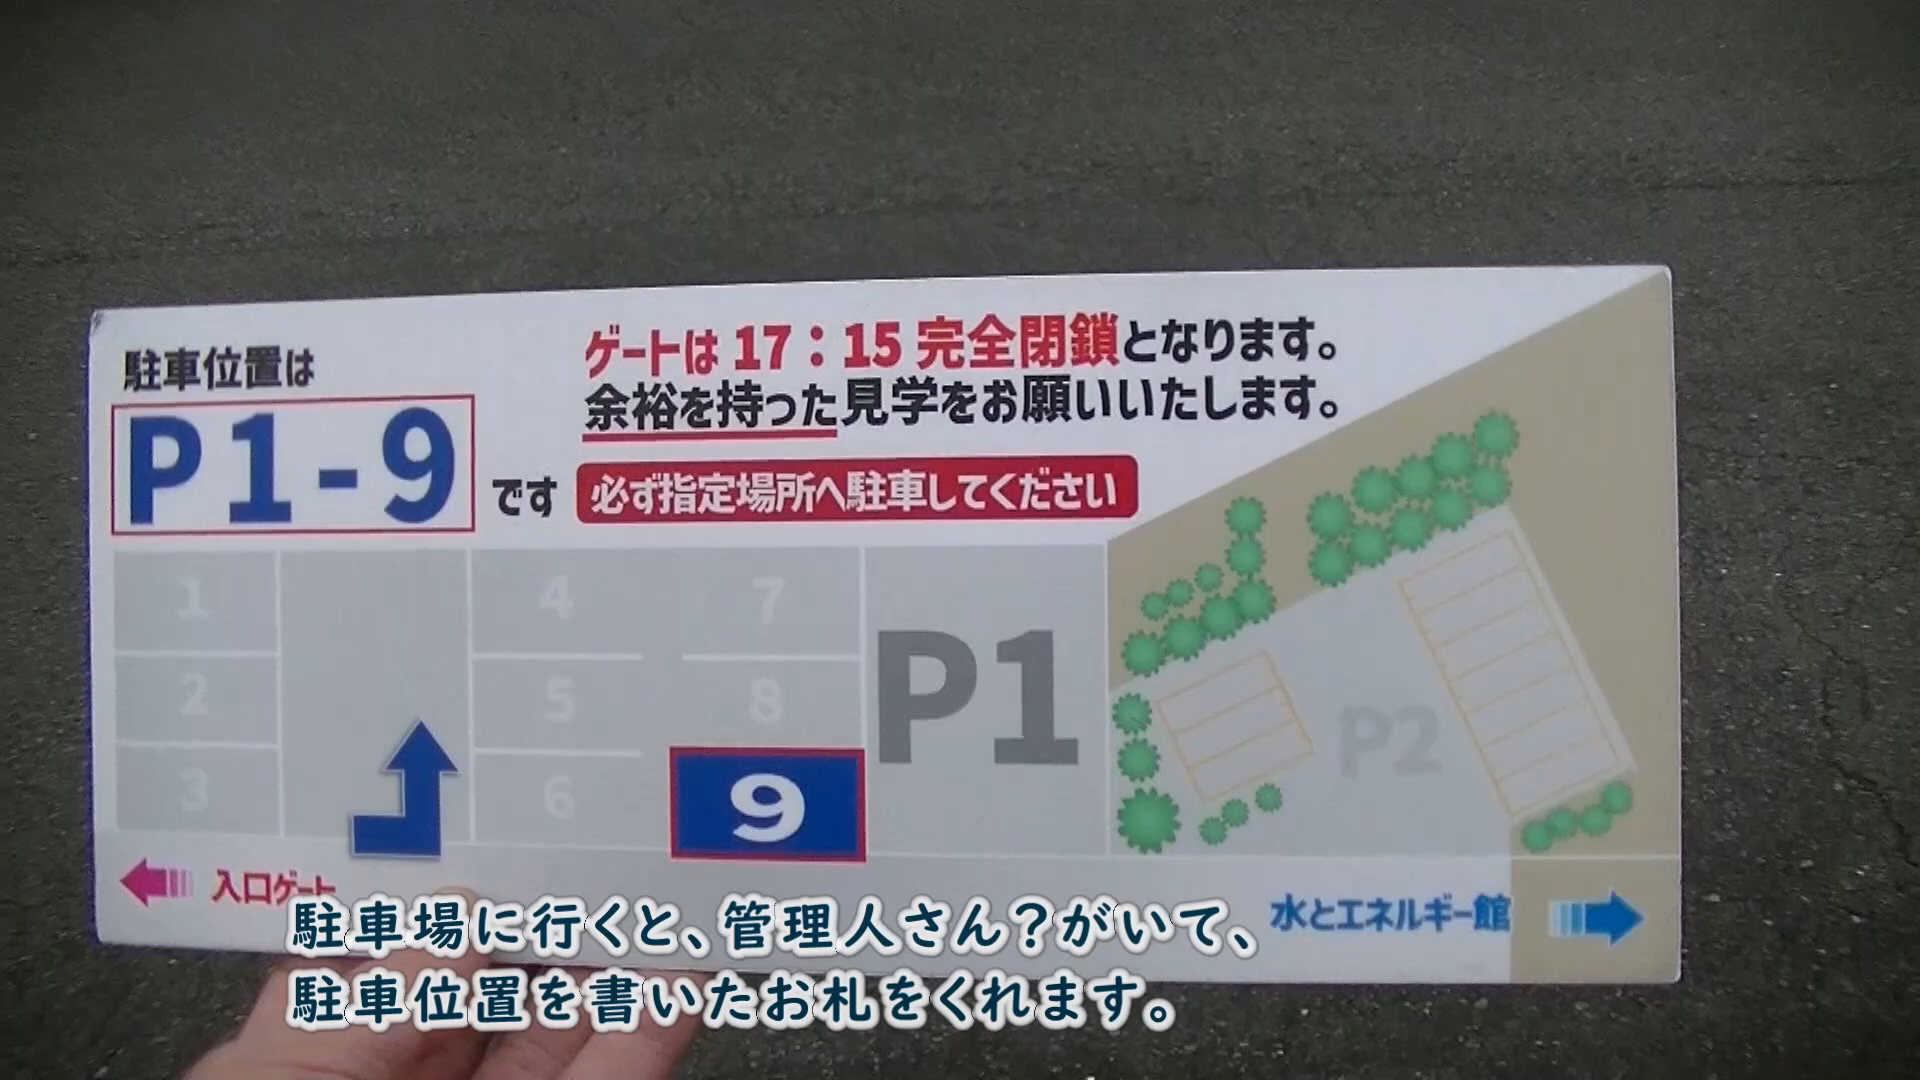 駐車位置は
P1-9
です
ゲートは 17：15 完全閉鎖となります。
余裕を持った見学をお願いいたします。
必ず指定場所へ駐車してください
1
2
3
4
5
6
7
8
9
P1
P2
入口ゲート
水とエネルギー館
駐車場に行くと、管理人さん？がいて、
駐車位置を書いたお札をくれます。